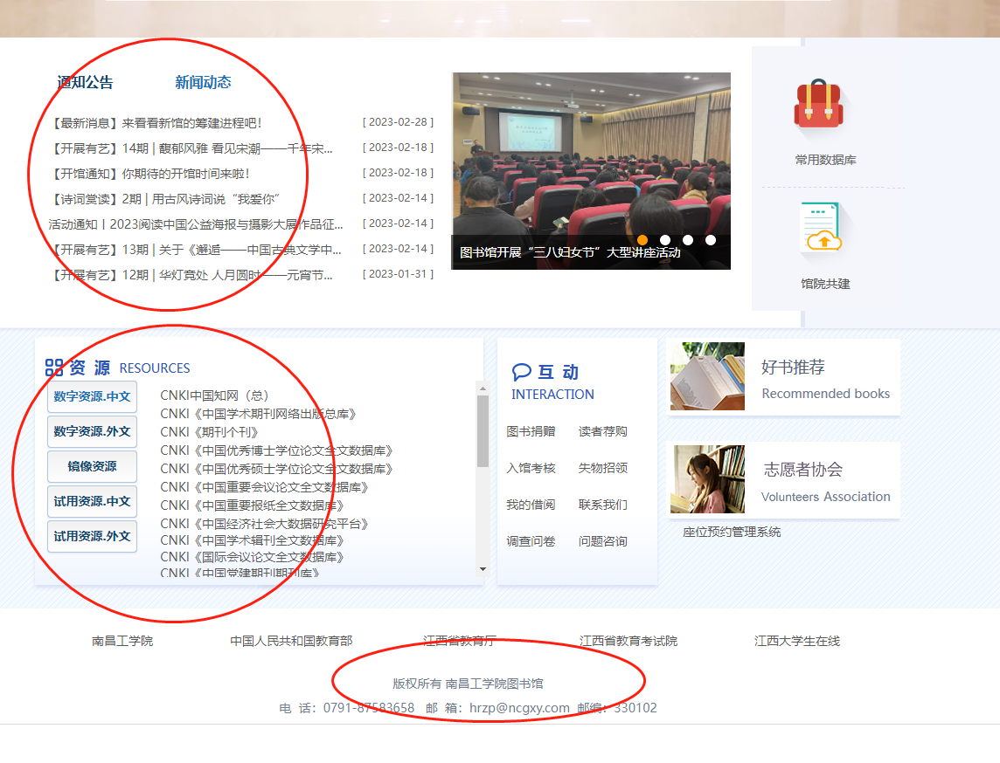 通知公告 新闻动态
【最新消息】来看看新馆的筹建进程吧! [ 2023-02-28 ]
【开展有艺】14期 | 馥郁风雅 看见宋潮——千年宋... [ 2023-02-18 ]
【开馆通知】你期待的开馆时间来啦! [ 2023-02-18 ]
【诗词赏读】2期 | 用古风诗词说“我爱你” [ 2023-02-14 ]
活动通知丨2023阅读中国公益海报与摄影大展作品征... [ 2023-02-14 ]
【开展有艺】13期 | 关于《邂逅——中国古典文学中... [ 2023-02-14 ]
【开展有艺】12期 | 华灯竟处 人月圆时——元宵节... [ 2023-01-31 ]
图书馆开展“三八妇女节”大型讲座活动
常用数据库
馆院共建
资 源 RESOURCES
数字资源.中文
数字资源.外文
镜像资源
试用资源.中文
试用资源.外文
CNKI中国知网（总）
CNKI《中国学术期刊网络出版总库》
CNKI《期刊个刊》
CNKI《中国优秀博士学位论文全文数据库》
CNKI《中国优秀硕士学位论文全文数据库》
CNKI《中国重要会议论文全文数据库》
CNKI《中国重要报纸全文数据库》
CNKI《中国经济社会大数据研究平台》
CNKI《中国学术辑刊全文数据库》
CNKI《国际会议论文全文数据库》
CNKI《中国党建期刊期刊库》
互 动
INTERACTION
图书捐赠 读者荐购
入馆考核 失物招领
我的借阅 联系我们
调查问卷 问题咨询
好书推荐
Recommended books
志愿者协会
Volunteers Association
座位预约管理系统
南昌工学院 中国人民共和国教育部 江西省教育厅 江西省教育考试院 江西大学生在线
版权所有 南昌工学院图书馆
电 话：0791-87583658 邮 箱：hrzp@ncgxy.com 邮编：330102